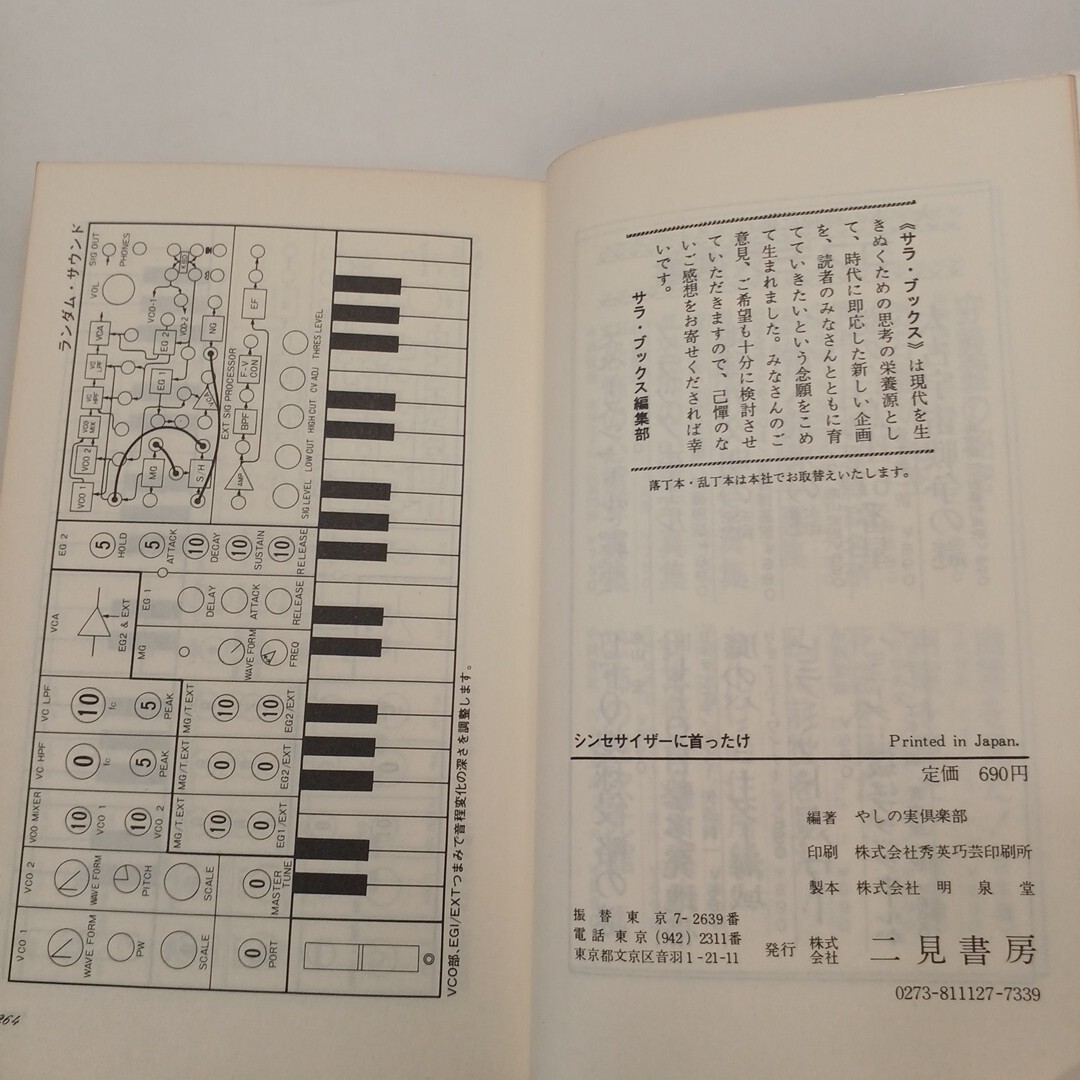 ランダム・サウンド
SIG OUT
PHONES
VOL
VCA
VC LPF
VC HPF
VCO MIX
VCO 2
VCO 1
VCO-1
VCO-2
EG 2
EG 1
MG
S/H
NG
EXT SIG PROCESSOR
AMP
BPF
F-V CON
EF
SIG LEVEL
LOW CUT
HIGH CUT
CV ADJ
THRES LEVEL
EG 2
5
HOLD
5
ATTACK
10
DECAY
10
SUSTAIN
10
RELEASE
VCA
EG2 & EXT
EG 1
DELAY
ATTACK
RELEASE
MG
WAVE FORM
FREQ
VC LPF
10
fc
5
PEAK
MG/T.EXT
10
10
EG2/EXT
VC HPF
0
fc
5
PEAK
MG/T.EXT
0
0
EG2/EXT
VCO MIXER
10
VCO 1
10
VCO 2
MG/T.EXT
10
0
EG1/EXT
VCO 2
WAVE FORM
PITCH
SCALE
0
MASTER TUNE
VCO 1
WAVE FORM
PW
SCALE
0
PORT
VCO部、EGI/EXTつまみで音程変化の深さを調整します。
264
《サラ・ブックス》は現代を生
きぬくための思考の栄養源とし
て、時代に即応した新しい企画
を、読者のみなさんとともに育
てていきたいという念願をこめ
て生まれました。みなさんのご
意見、ご希望も十分に検討させ
ていただきますので、己憚のな
いご感想をお寄せくだされば幸
いです。
サラ・ブックス編集部
落丁本・乱丁本は本社でお取替えいたします。
シンセサイザーに首ったけ Printed in Japan.
定価 690円
編著 やしの実倶楽部
印刷 株式会社秀英巧芸印刷所
製本 株式会社 明泉堂
振替東京7-2639番
電話東京(942)2311番
東京都文京区音羽1-21-11
発行 株式会社 二見書房
0273-811127-7339